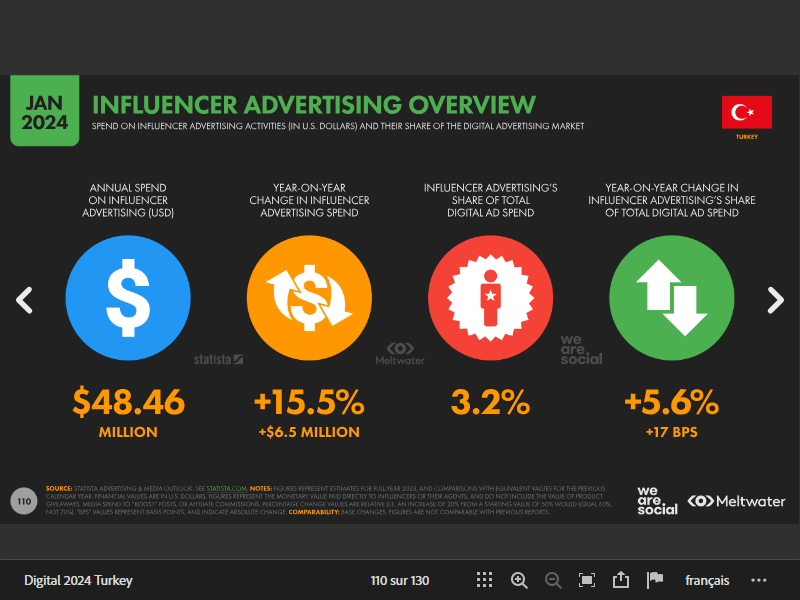 JAN
2024
INFLUENCER ADVERTISING OVERVIEW
SPEND ON INFLUENCER ADVERTISING ACTIVITIES (IN U.S. DOLLARS) AND THEIR SHARE OF THE DIGITAL ADVERTISING MARKET
TURKEY
ANNUAL SPEND
ON INFLUENCER
ADVERTISING (USD)
YEAR-ON-YEAR
CHANGE IN INFLUENCER
ADVERTISING SPEND
INFLUENCER ADVERTISING'S
SHARE OF TOTAL
DIGITAL AD SPEND
YEAR-ON-YEAR CHANGE IN
INFLUENCER ADVERTISING'S SHARE
OF TOTAL DIGITAL AD SPEND
$
$
statista
Meltwater
we
are.
social
$48.46
MILLION
+15.5%
+$6.5 MILLION
3.2%
+5.6%
+17 BPS
110
SOURCE: STATISTA ADVERTISING & MEDIA OUTLOOK. SEE STATISTA.COM. NOTES: FIGURES REPRESENT ESTIMATES FOR FULL-YEAR 2023, AND COMPARISONS WITH EQUIVALENT VALUES FOR THE PREVIOUS
CALENDAR YEAR. FINANCIAL VALUES ARE IN U.S. DOLLARS. FIGURES REPRESENT THE MONETARY VALUE PAID DIRECTLY TO INFLUENCERS OR THEIR AGENTS, AND DO NOT INCLUDE THE VALUE OF PRODUCT
GIVEAWAYS, MEDIA SPEND TO "BOOST" POSTS, OR AFFILIATE COMMISSIONS. PERCENTAGE CHANGE VALUES ARE RELATIVE (I.E. AN INCREASE OF 20% FROM A STARTING VALUE OF 50% WOULD EQUAL 60%,
NOT 70%). "BPS" VALUES REPRESENT BASIS POINTS, AND INDICATE ABSOLUTE CHANGE. COMPARABILITY: BASE CHANGES. FIGURES ARE NOT COMPARABLE WITH PREVIOUS REPORTS.
we
are.
social
Meltwater
Digital 2024 Turkey
110 sur 130
français